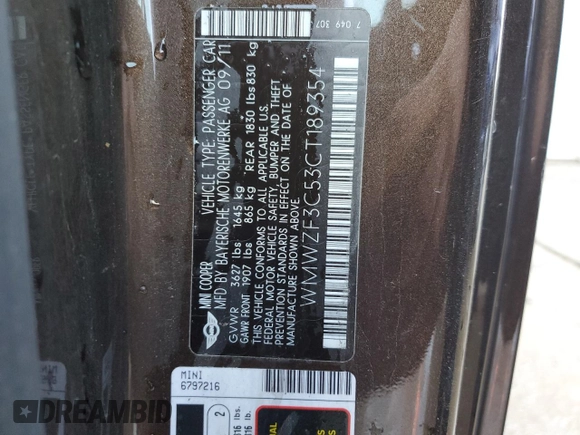 MINI COOPER
VEHICLE TYPE: PASSENGER CAR
MFD BY BAYERISCHE MOTORENWERKE AG 09/11
GVWR 3627 lbs 1645 kg
GAWR FRONT 1907 lbs 865 kg REAR 1830 lbs 830 kg
THIS VEHICLE CONFORMS TO ALL APPLICABLE U.S.
FEDERAL MOTOR VEHICLE SAFETY, BUMPER AND THEFT
PREVENTION STANDARDS IN EFFECT ON THE DATE OF
MANUFACTURE SHOWN ABOVE.
WMWZF3C53CT189354
7 049 307
MINI
6797216
2
lbs.
lbs.
DREAMBID